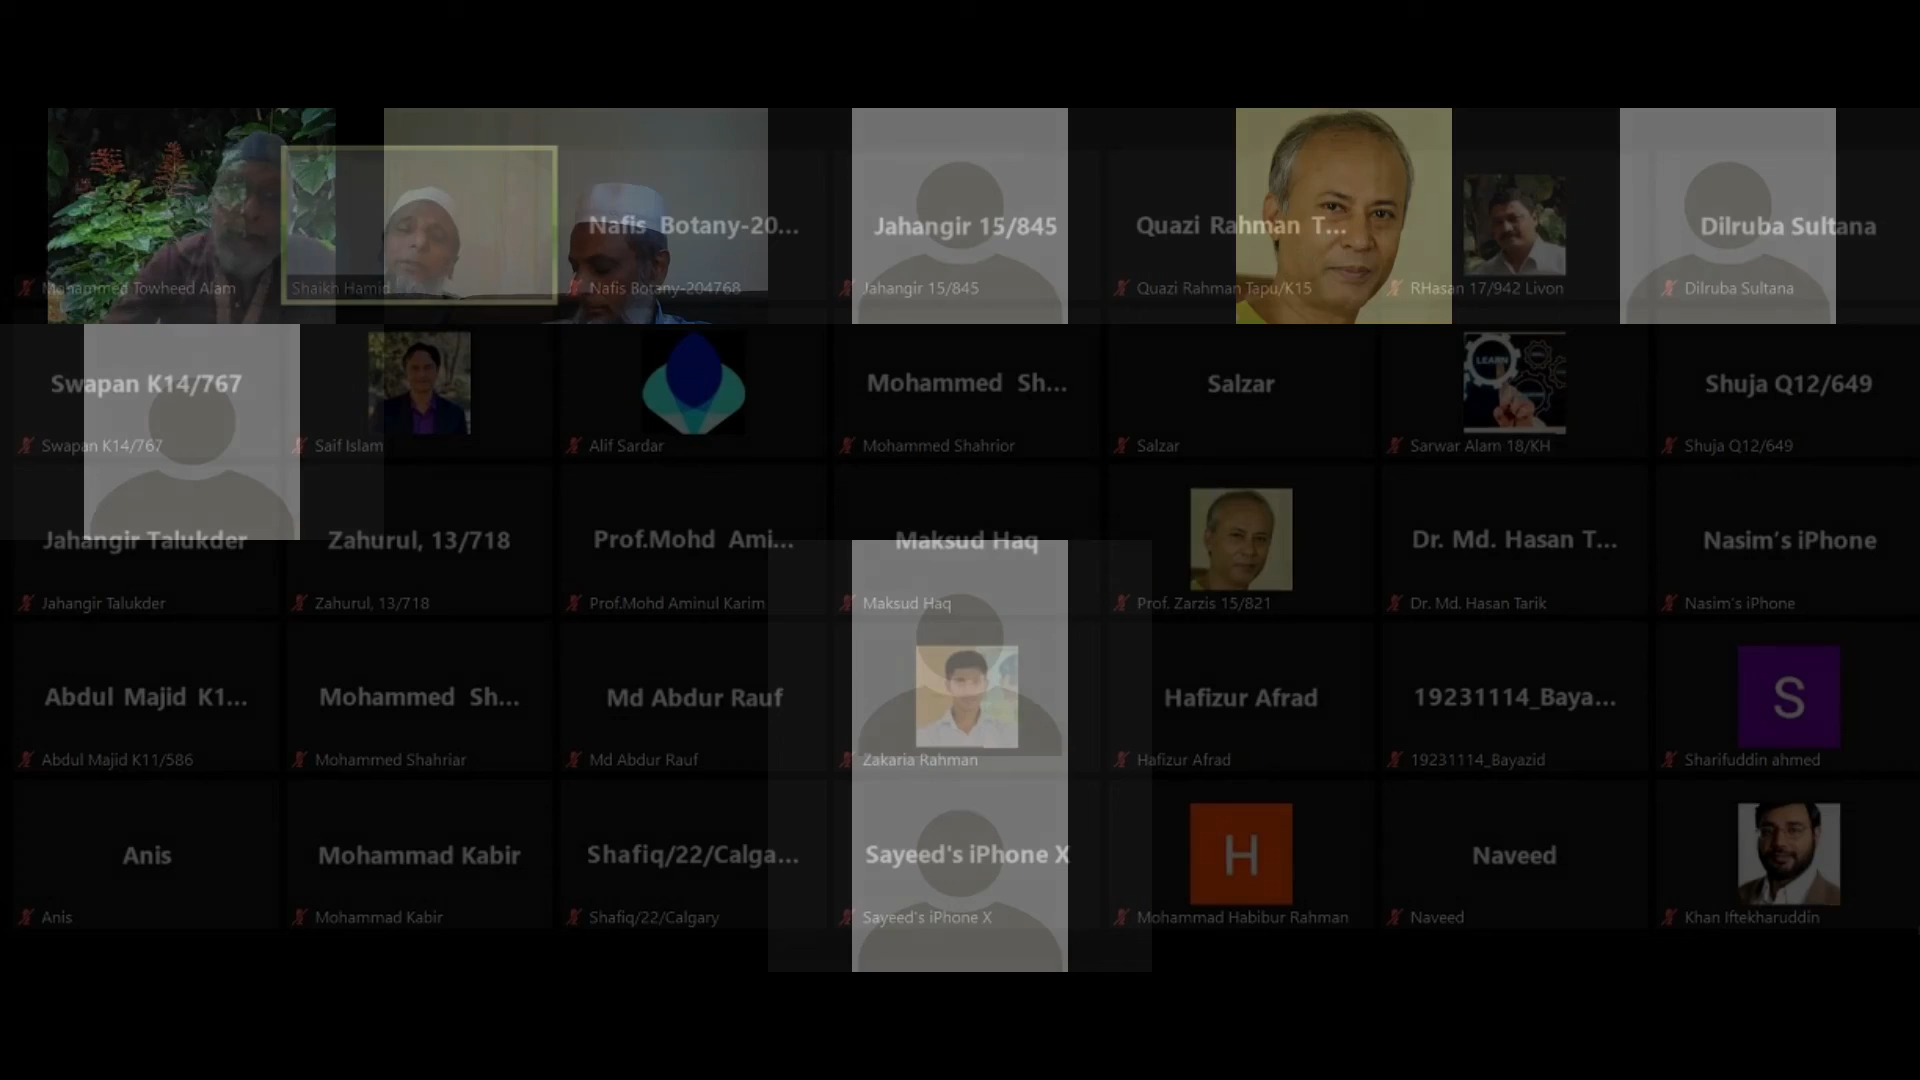 Nafis Botany-20...
Jahangir 15/845
Quazi Rahman T...
Dilruba Sultana
Mohammed Towheed Alam
Shaikh Hamid
Nafis Botany-204768
Jahangir 15/845
Quazi Rahman Tapu/K15
RHasan 17/942 Livon
Dilruba Sultana
LEARN
Swapan K14/767
Mohammed Sh...
Salzar
Shuja Q12/649
Swapan K14/767
Saif Islam
Alif Sardar
Mohammed Shahrior
Salzar
Sarwar Alam 18/KH
Shuja Q12/649
Jahangir Talukder
Zahurul, 13/718
Prof.Mohd Ami...
Maksud Haq
Dr. Md. Hasan T...
Nasim's iPhone
Jahangir Talukder
Zahurul, 13/718
Prof.Mohd Aminul Karim
Maksud Haq
Prof. Zarzis 15/821
Dr. Md. Hasan Tarik
Nasim's iPhone
Abdul Majid K1...
Mohammed Sh...
Md Abdur Rauf
Hafizur Afrad
19231114_Baya...
S
Abdul Majid K11/586
Mohammed Shahriar
Md Abdur Rauf
Zakaria Rahman
Hafizur Afrad
19231114_Bayazid
Sharifuddin ahmed
Anis
Mohammad Kabir
Shafiq/22/Calga...
Sayeed's iPhone X
H
Naveed
Anis
Mohammad Kabir
Shafiq/22/Calgary
Sayeed's iPhone X
Mohammad Habibur Rahman
Naveed
Khan Iftekharuddin